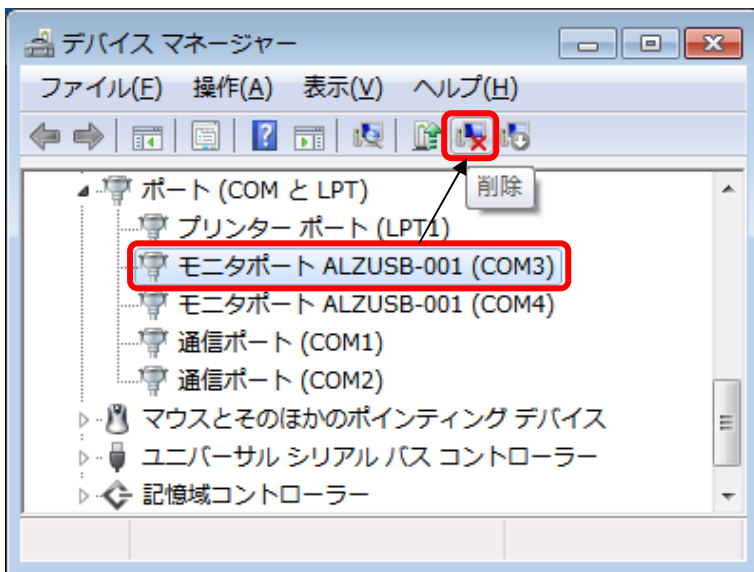 デバイス マネージャー
ファイル(F) 操作(A) 表示(V) ヘルプ(H)
削除
ポート (COM と LPT)
プリンター ポート (LPT1)
モニタポート ALZUSB-001 (COM3)
モニタポート ALZUSB-001 (COM4)
通信ポート (COM1)
通信ポート (COM2)
マウスとそのほかのポインティング デバイス
ユニバーサル シリアル バス コントローラー
記憶域コントローラー